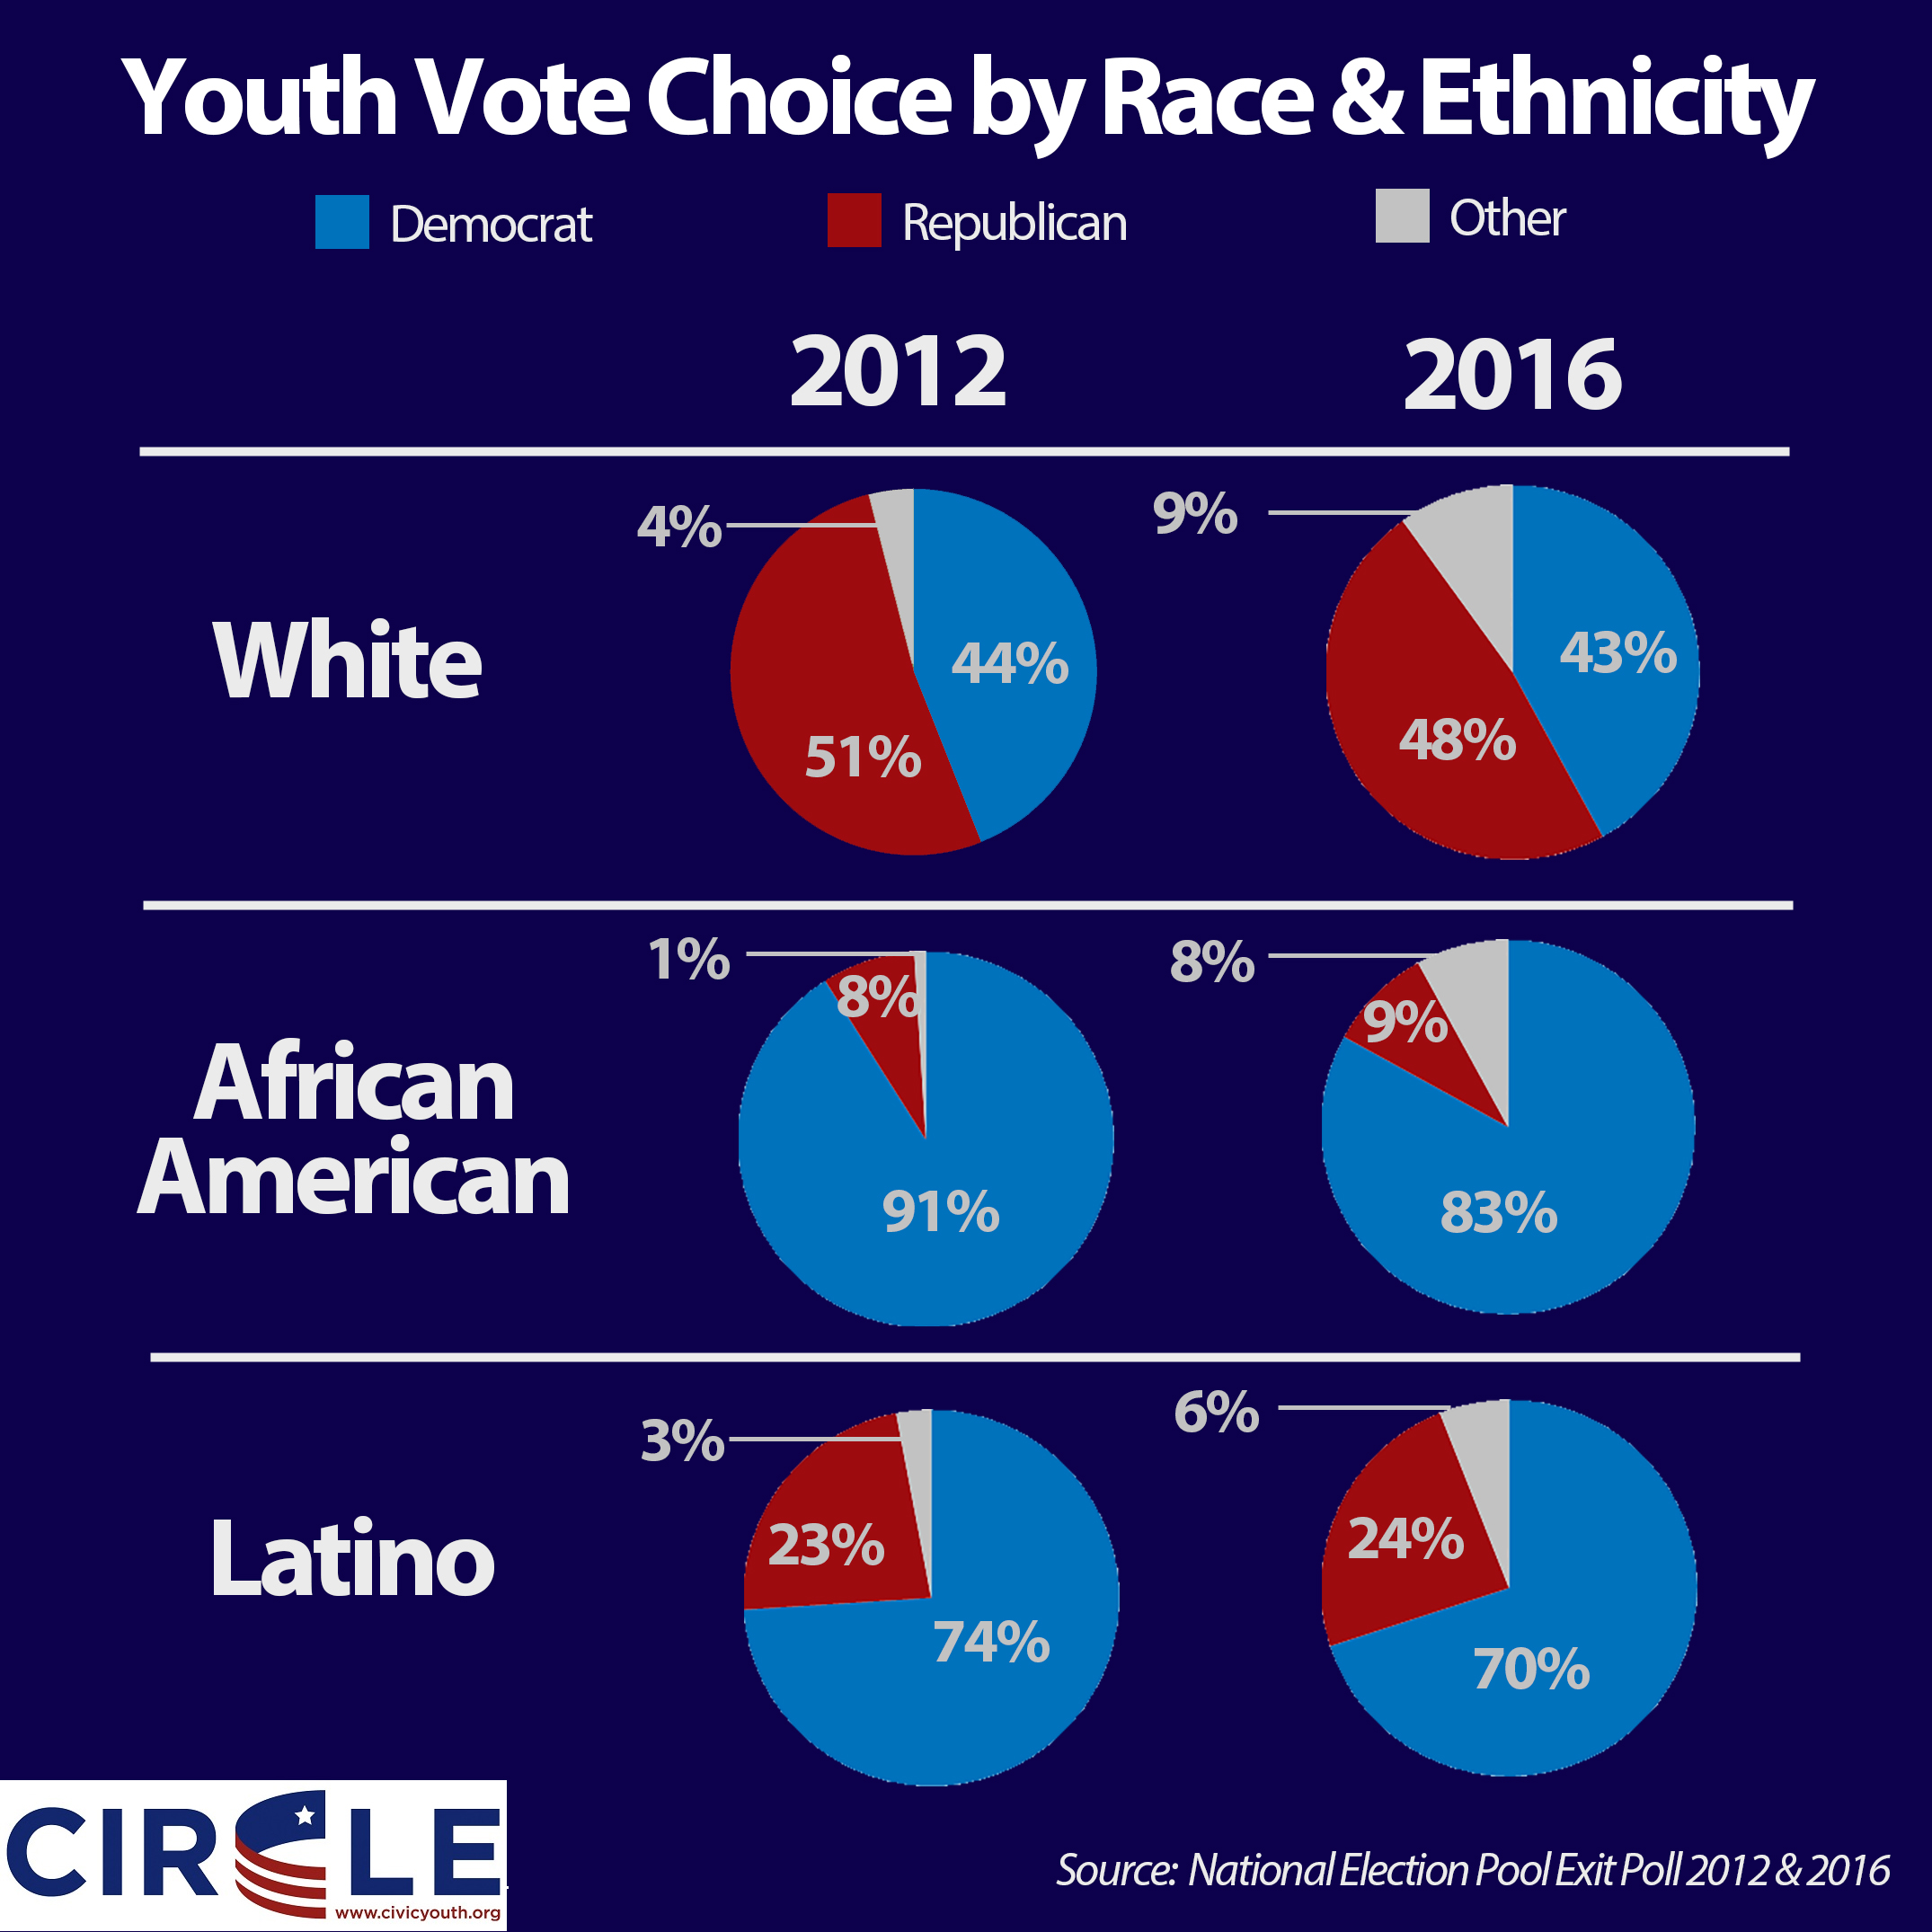 Youth Vote Choice by Race & Ethnicity
Democrat
Republican
Other
2012
2016
White
4%
44%
51%
9%
43%
48%
African
American
1%
8%
91%
8%
9%
83%
Latino
3%
23%
74%
6%
24%
70%
CIRCLE
www.civicyouth.org
Source: National Election Pool Exit Poll 2012 & 2016